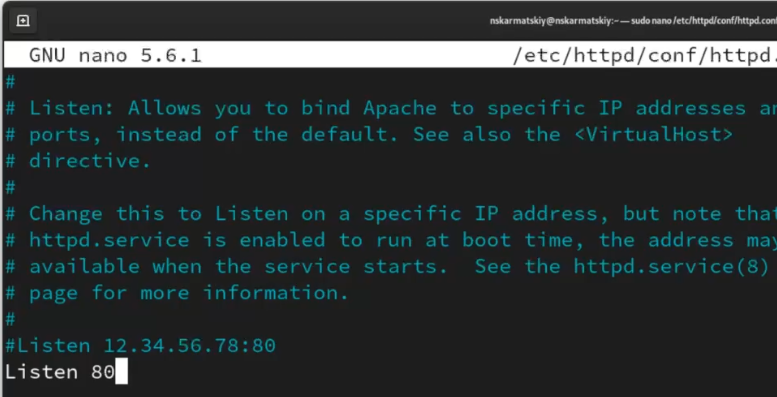 nskarmatskiy@nskarmatskiy:~ — sudo nano /etc/httpd/conf/httpd.con
GNU nano 5.6.1 /etc/httpd/conf/httpd.
#
# Listen: Allows you to bind Apache to specific IP addresses an
# ports, instead of the default. See also the <VirtualHost>
# directive.
#
# Change this to Listen on a specific IP address, but note that
# httpd.service is enabled to run at boot time, the address may
# available when the service starts.  See the httpd.service(8)
# page for more information.
#
#Listen 12.34.56.78:80
Listen 80